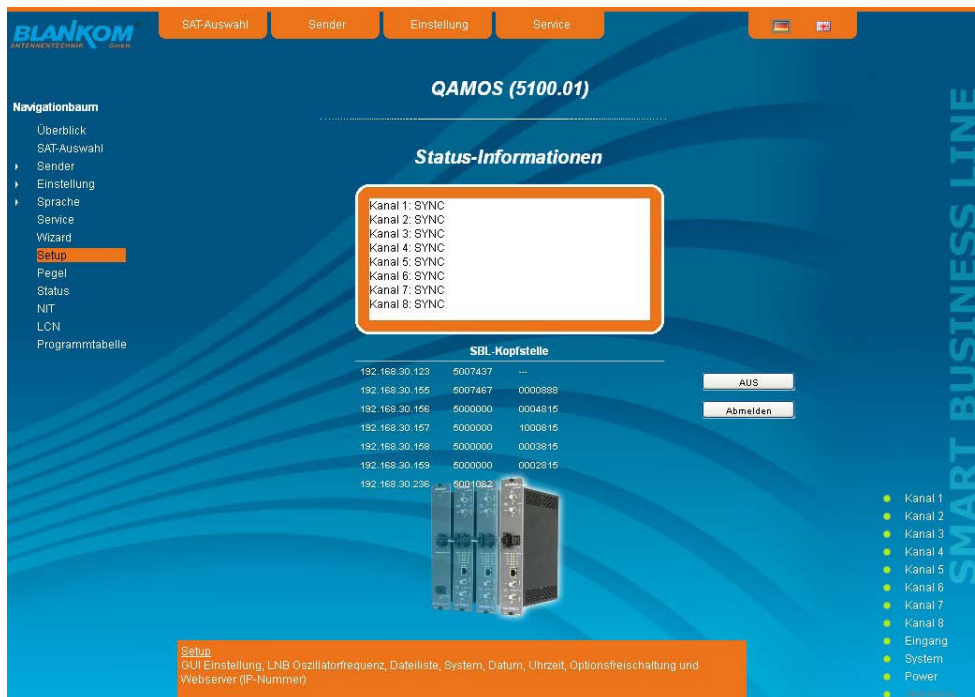 BLANKOM
ANTENNENTECHNIK GmbH
SAT-Auswahl
Sender
Einstellung
Service
QAMOS (5100.01)
Navigationbaum
Überblick
SAT-Auswahl
Sender
Einstellung
Sprache
Service
Wizard
Setup
Pegel
Status
NIT
LCN
Programmtabelle
Status-Informationen
Kanal 1: SYNC
Kanal 2: SYNC
Kanal 3: SYNC
Kanal 4: SYNC
Kanal 5: SYNC
Kanal 6: SYNC
Kanal 7: SYNC
Kanal 8: SYNC
SBL-Kopfstelle
192.168.30.123 5007437 ---
192.168.30.155 5007467 0000888
192.168.30.156 5000000 0004815
192.168.30.157 5000000 1000815
192.168.30.158 5000000 0003815
192.168.30.159 5000000 0002815
192.168.30.236 5001082
AUS
Abmelden
SMART BUSINESS LINE
Kanal 1
Kanal 2
Kanal 3
Kanal 4
Kanal 5
Kanal 6
Kanal 7
Kanal 8
Eingang
System
Power
Setup
GUI Einstellung, LNB Oszillatorfrequenz, Dateiliste, System, Datum, Uhrzeit, Optionsfreischaltung und
Webserver (IP-Nummer)